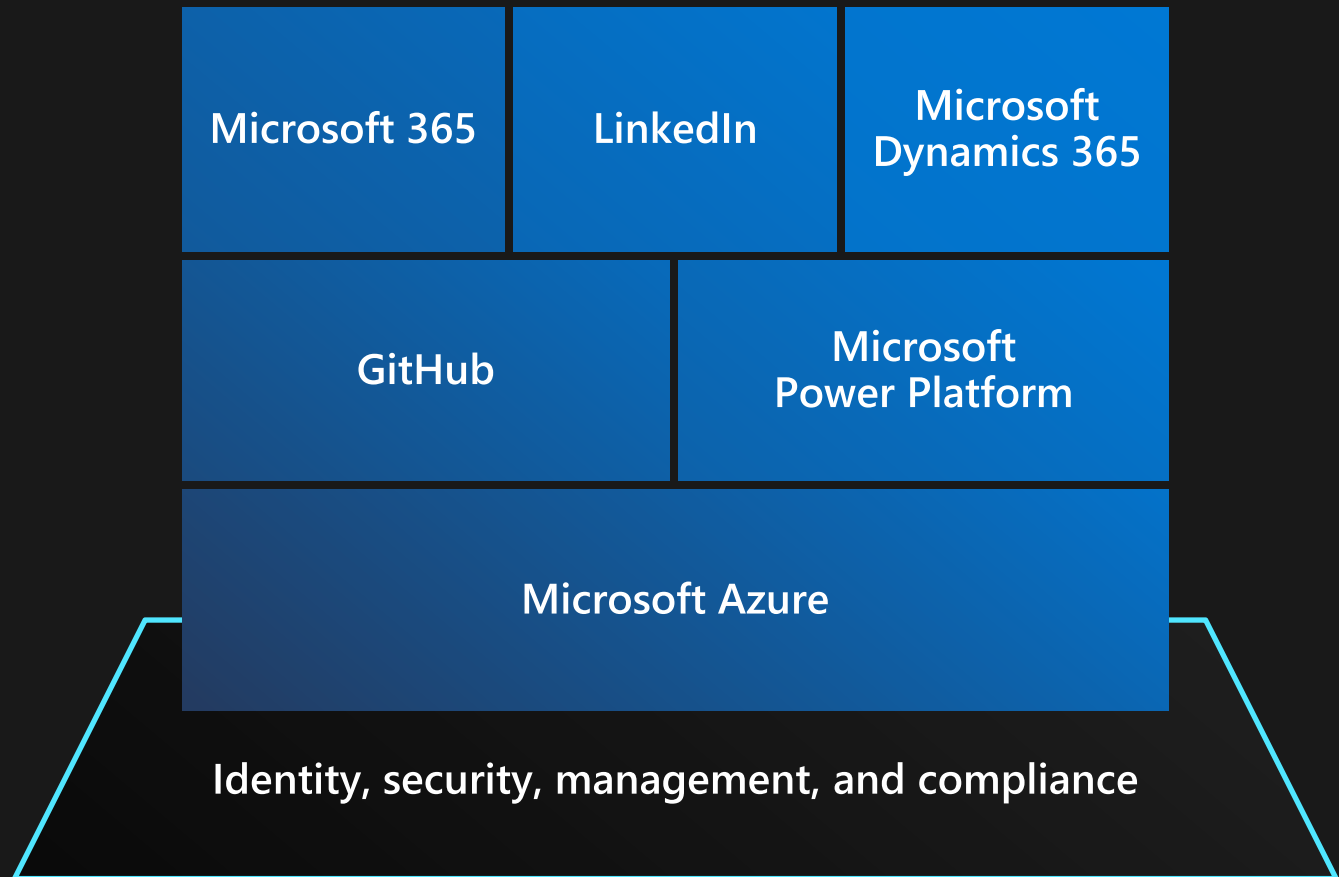 Microsoft 365
LinkedIn
Microsoft
Dynamics 365
GitHub
Microsoft
Power Platform
Microsoft Azure
Identity, security, management, and compliance